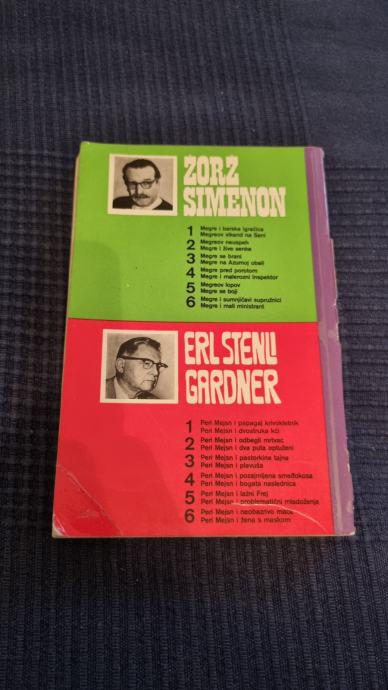 ŽORŽ
SIMENON
1 Megre i barska igračica
Megreov vikend na Seni
2 Megreov neuspeh
Megre i žive senke
3 Megre se brani
Megre na Azurnoj obali
4 Megre pred porotom
Megre i malerozni inspektor
5 Megreov lopov
Megre se boji
6 Megre i sumnjičavi supružnici
Megre i mali ministrant
ERL STENLI
GARDNER
1 Peri Mejsn i papagaj krivokletnik
Peri Mejsn i dvostruka kći
2 Peri Mejsn i odbegli mrtvac
Peri Mejsn i dva puta optuženi
3 Peri Mejsn i pastorkina tajna
Peri Mejsn i plavuša
4 Peri Mejsn i pozajmljena smeđokosa
Peri Mejsn i bogata naslednica
5 Peri Mejsn i lažni Frej
Peri Mejsn i problematični mladoženja
6 Peri Mejsn i neobazrivo mače
Peri Mejsn i žena s maskom